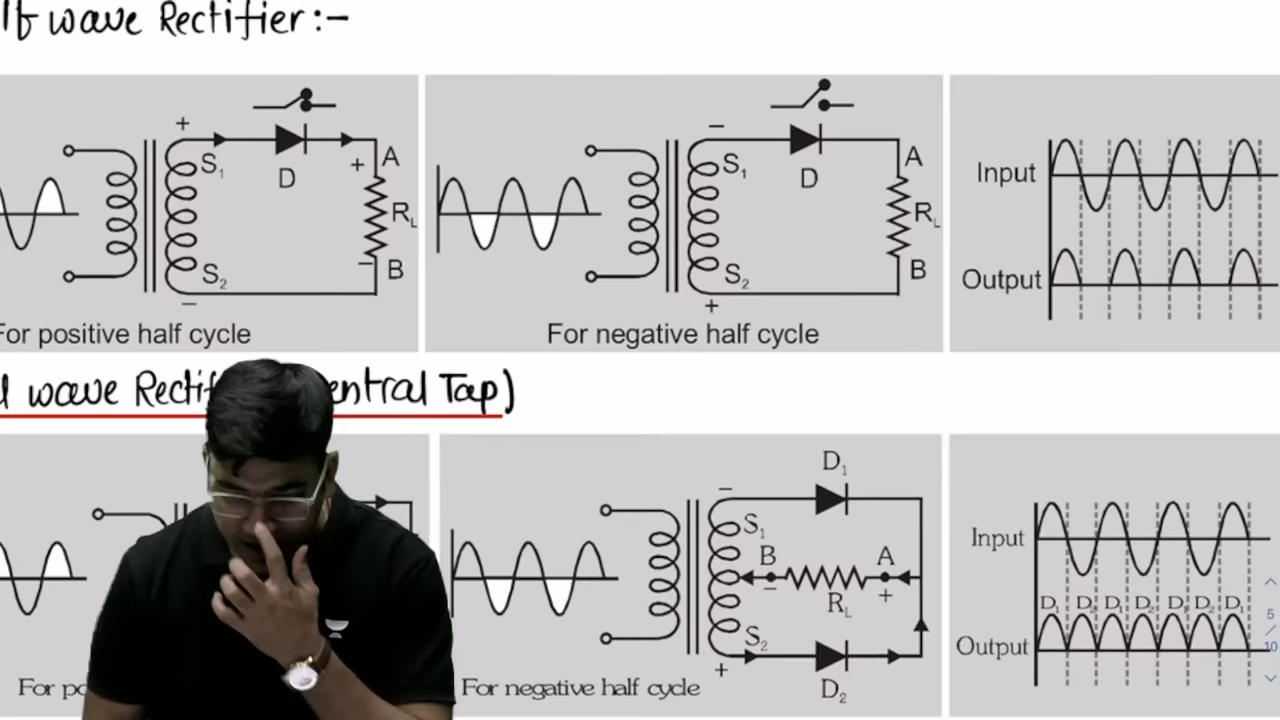 lf wave Rectifier :-
+ S1 D + A RL − B S2 −
For positive half cycle
− S1 D A RL B S2 +
For negative half cycle
Input
Output
wave entral Tap)
For
− D1 S1 B A − RL + S2 + D2
For negative half cycle
Input
D1 D2 D1 D2 D1 D2 D1
Output
5
/
10